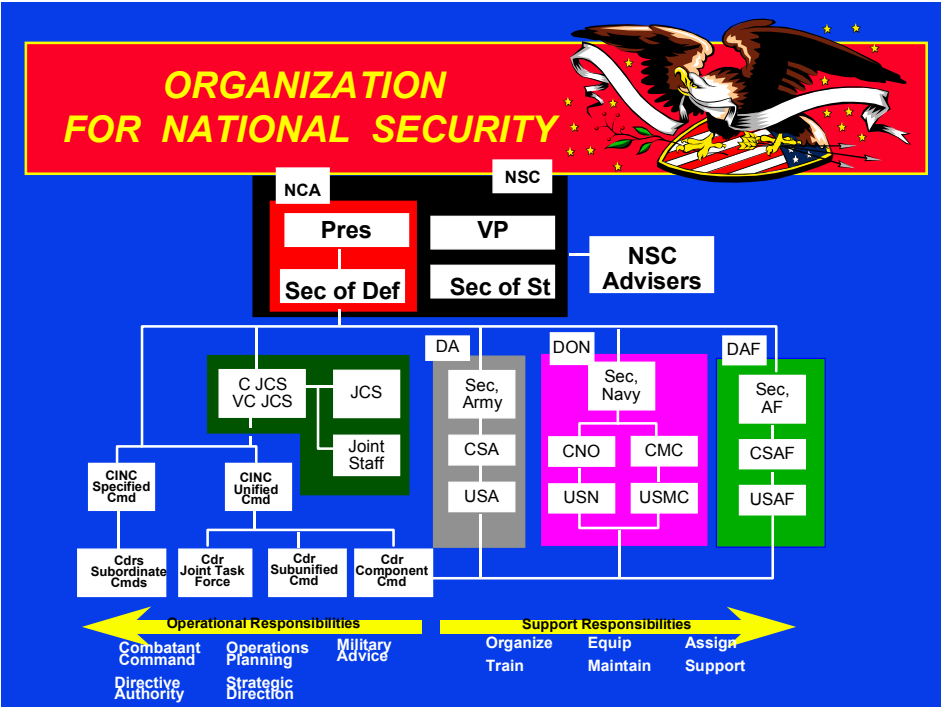 ORGANIZATION
FOR NATIONAL SECURITY
NCA
NSC
Pres
VP
Sec of Def
Sec of St
NSC
Advisers
DA
DON
DAF
C JCS
VC JCS
JCS
Joint
Staff
Sec,
Army
CSA
USA
Sec,
Navy
CNO
CMC
USN
USMC
Sec,
AF
CSAF
USAF
CINC
Specified
Cmd
CINC
Unified
Cmd
Cdrs
Subordinate
Cmds
Cdr
Joint Task
Force
Cdr
Subunified
Cmd
Cdr
Component
Cmd
Operational Responsibilities
Combatant
Command
Operations
Planning
Military
Advice
Directive
Authority
Strategic
Direction
Support Responsibilities
Organize Equip Assign
Train Maintain Support